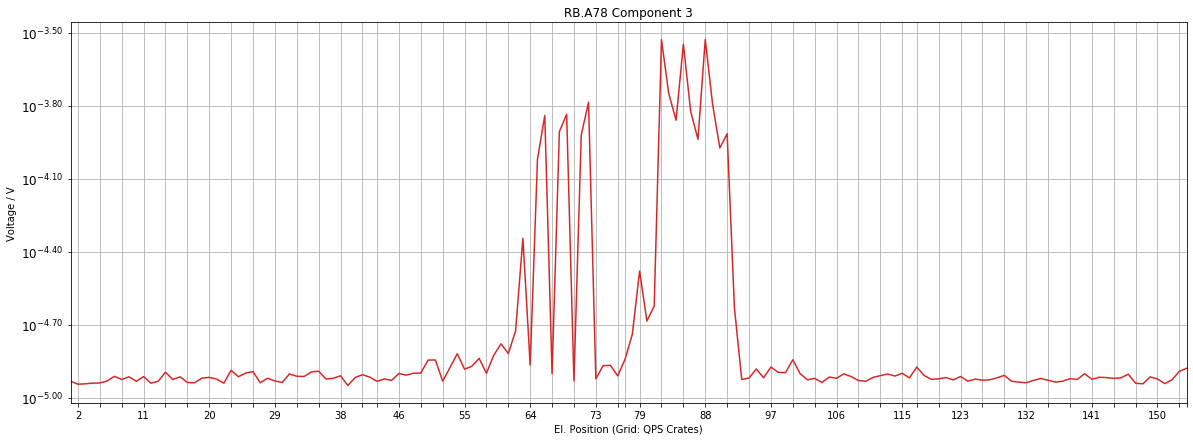 RB.A78 Component 3
Voltage / V
10^−3.50
10^−3.80
10^−4.10
10^−4.40
10^−4.70
10^−5.00
2 11 20 29 38 46 55 64 73 79 88 97 106 115 123 132 141 150
El. Position (Grid: QPS Crates)